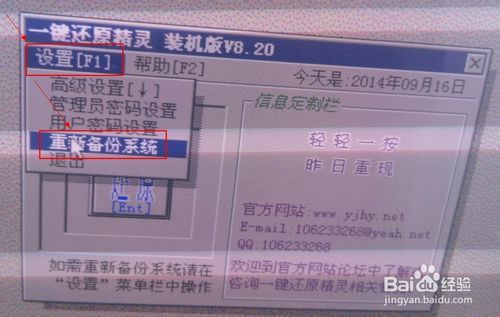 一键还原精灵 装机版V8.20
设置[F1] 帮助[F2] 今天是:2014年09月16日
高级设置[↓]
管理员密码设置
用户密码设置
重新备份系统
退出
信息定制栏
轻轻一按
昨日重现
[Ent]
官方网站:www.yjhy.net
E-mail:106233268@yeah.net
QQ:106233268
如需重新备份系统请在
“设置”菜单栏中操作
欢迎到官方网站论坛中了解
咨询一键还原精灵相关
Baidu经验
jingyan.baidu.com